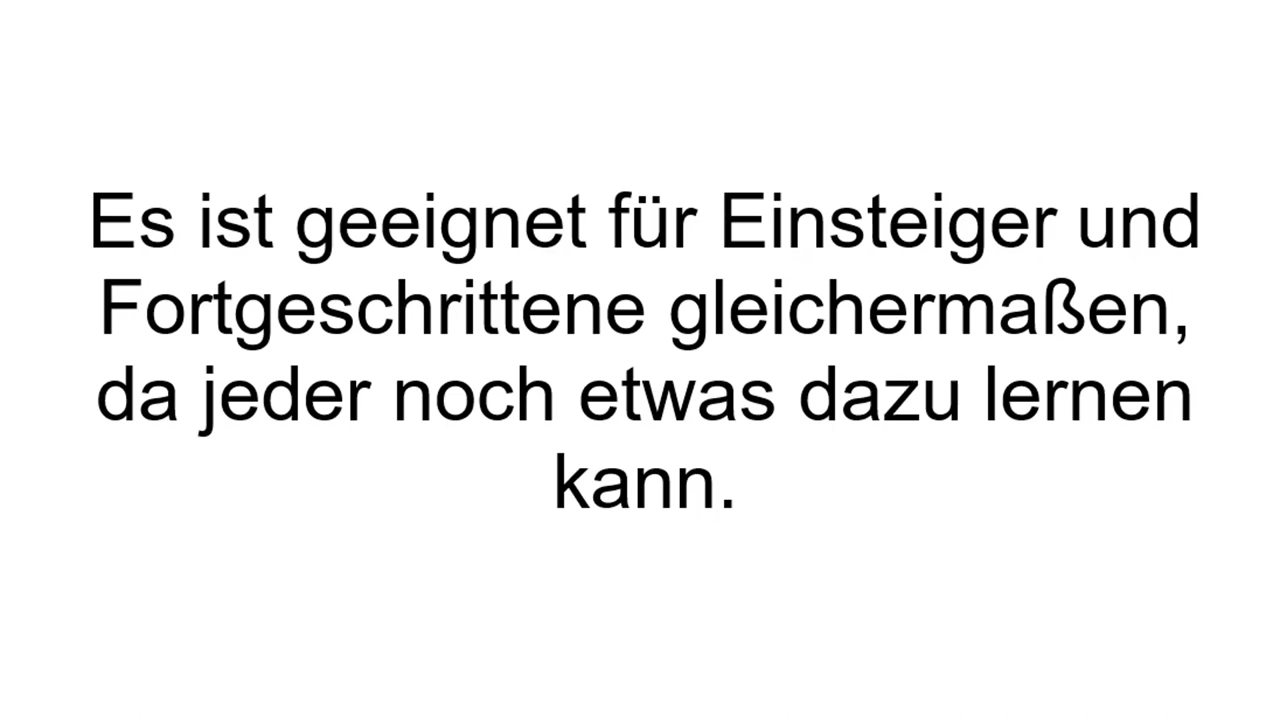 Es ist geeignet für Einsteiger und
Fortgeschrittene gleichermaßen,
da jeder noch etwas dazu lernen
kann.